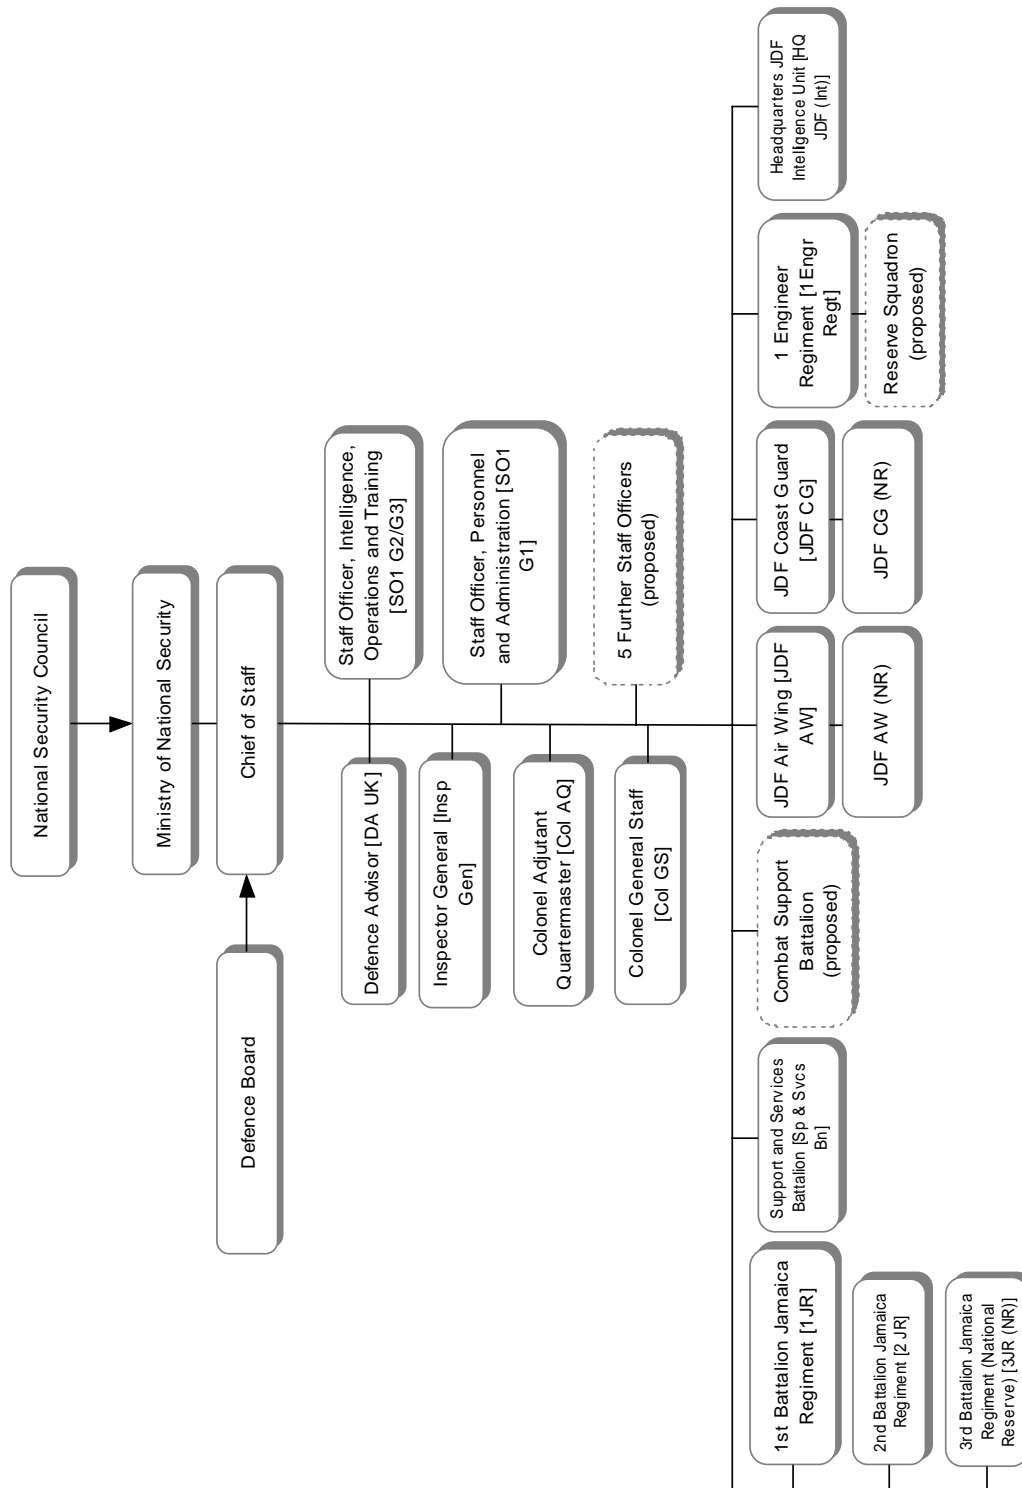 National Security Council
Ministry of National Security
Defence Board
Chief of Staff
Defence Advisor [DA UK]
Staff Officer, Intelligence,
Operations and Training
[SO1 G2/G3]
Inspector General [Insp
Gen]
Staff Officer, Personnel
and Administration [SO1
G1]
Colonel Adjutant
Quartermaster [Col AQ]
5 Further Staff Officers
(proposed)
Colonel General Staff
[Col GS]
1st Battalion Jamaica
Regiment [1JR]
2nd Battalion Jamaica
Regiment [2 JR]
3rd Battalion Jamaica
Regiment (National
Reserve) [3JR (NR)]
Support and Services
Battalion [Sp & Svcs
Bn]
Combat Support
Battalion
(proposed)
JDF Air Wing [JDF
AW]
JDF AW (NR)
JDF Coast Guard
[JDF CG]
JDF CG (NR)
1 Engineer
Regiment [1Engr
Regt]
Reserve Squadron
(proposed)
Headquarters JDF
Intelligence Unit [HQ
JDF (Int)]